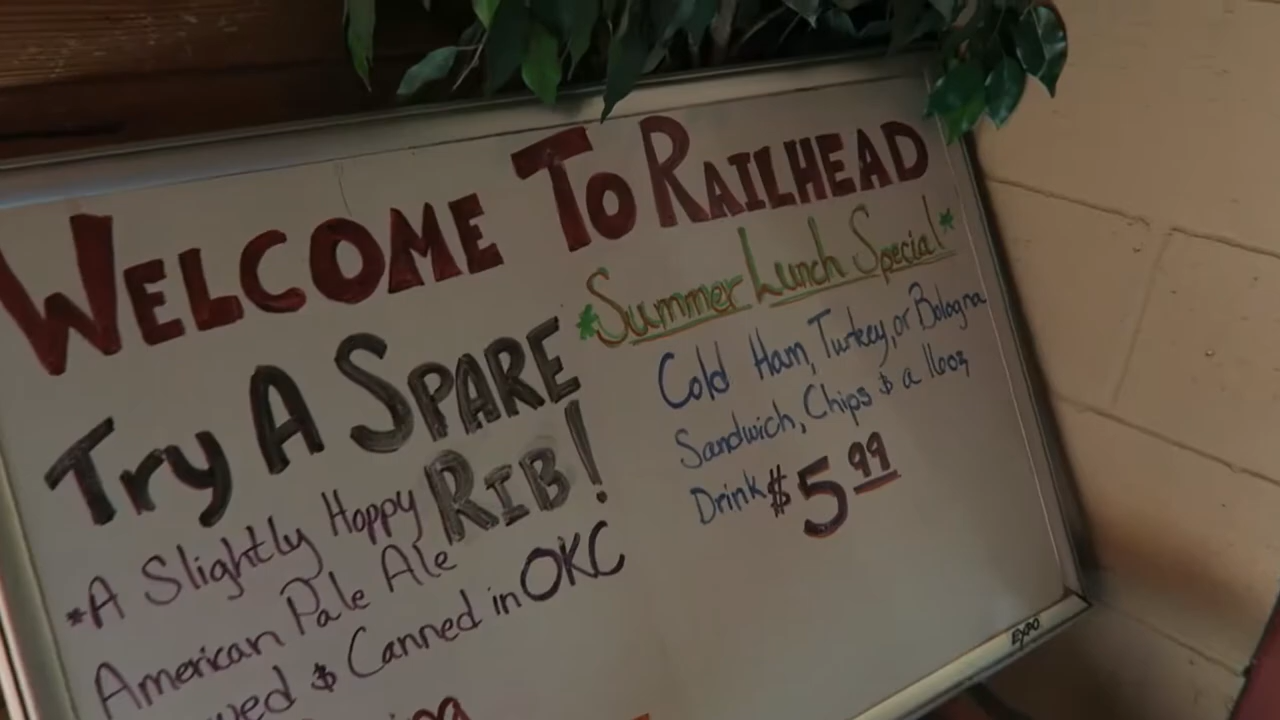 WELCOME TO RAILHEAD
TRY A SPARE
RIB!
*A Slightly Hoppy
American Pale Ale
& Canned in OKC
*Summer Lunch Special*
Cold Ham, Turkey, or Bologna
Sandwich, Chips & a 16oz
Drink $5.99
EXPO